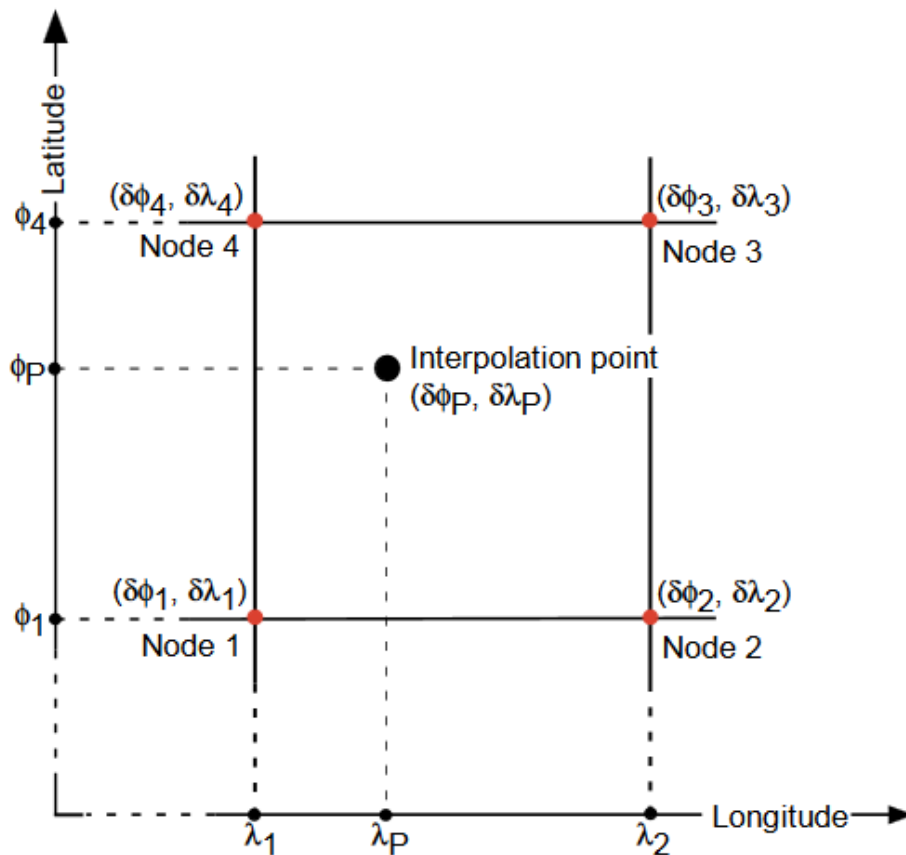 Latitude
ϕ4
(δϕ4, δλ4)
(δϕ3, δλ3)
Node 4
Node 3
ϕP
Interpolation point
(δϕP, δλP)
(δϕ1, δλ1)
(δϕ2, δλ2)
ϕ1
Node 1
Node 2
Longitude
λ1
λP
λ2